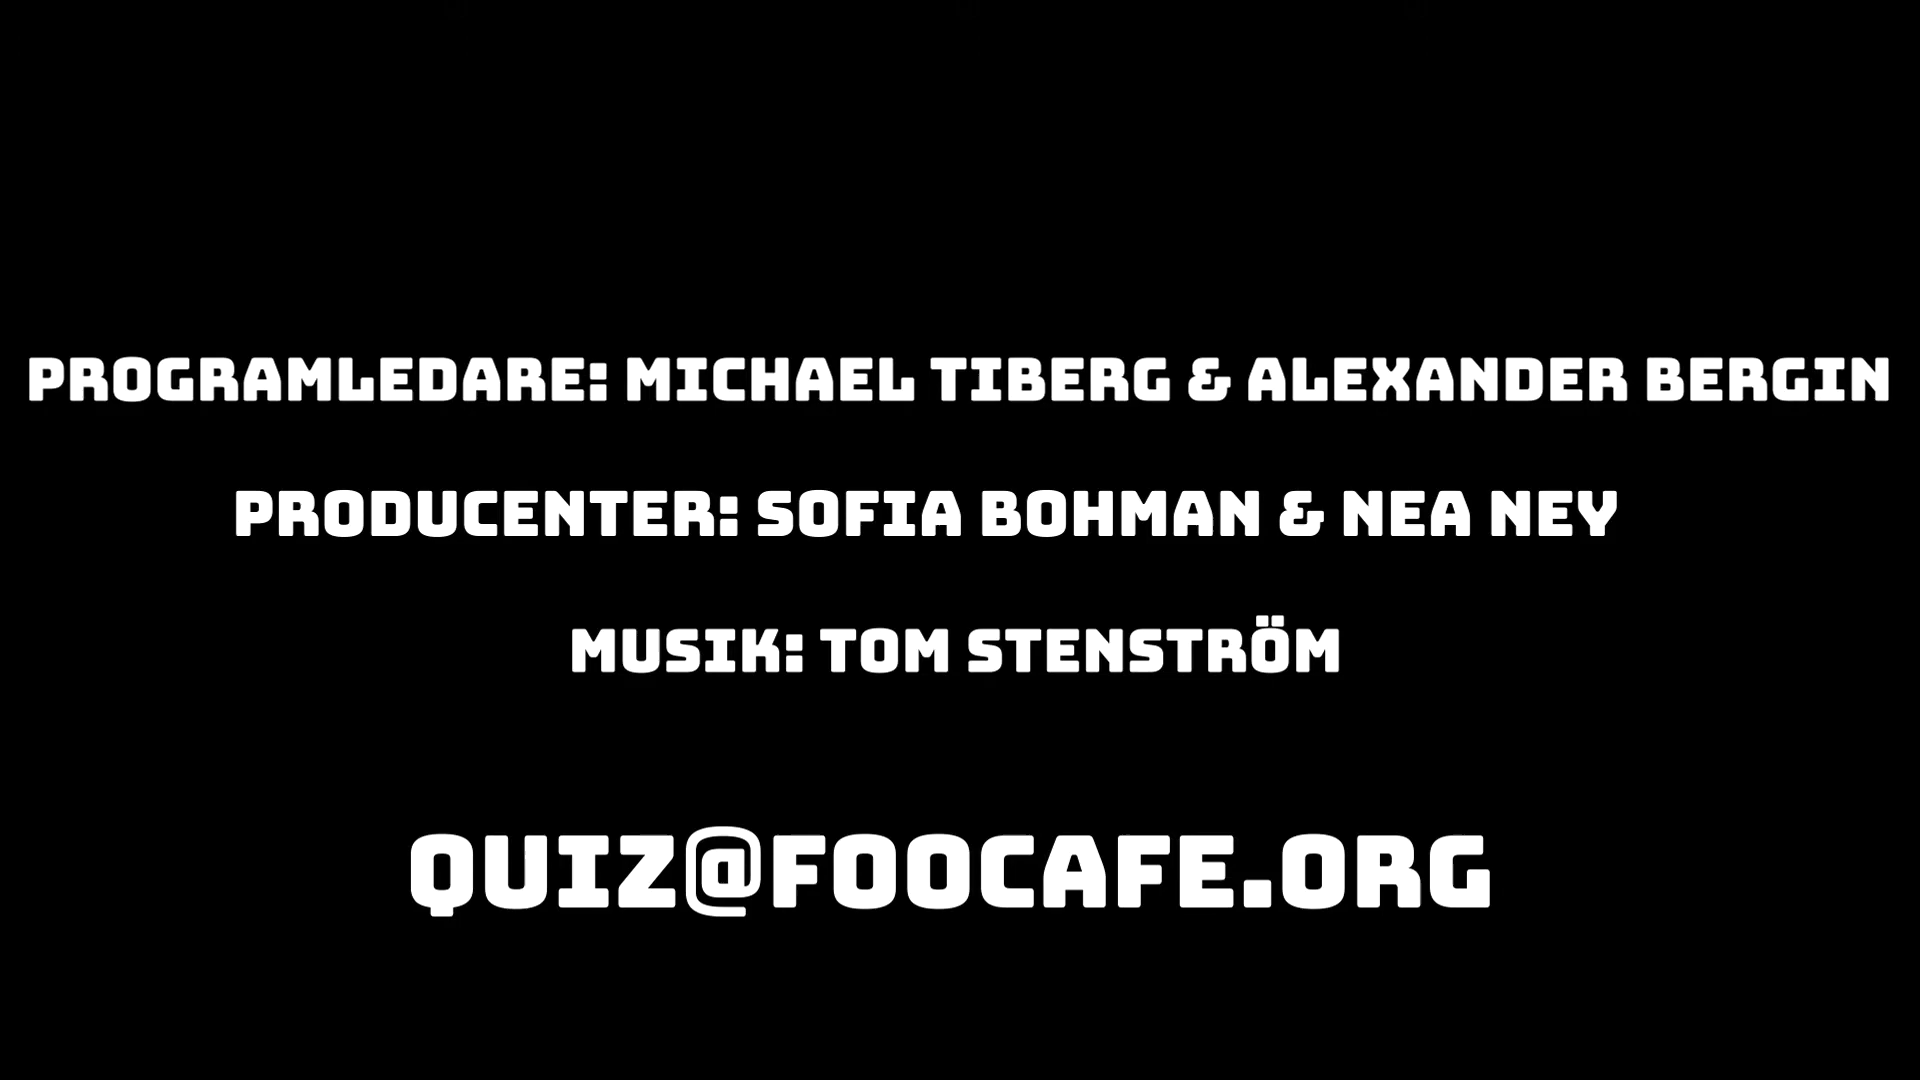 PROGRAMLEDARE: MICHAEL TIBERG & ALEXANDER BERGIN
PRODUCENTER: SOFIA BOHMAN & NEA NEY
MUSIK: TOM STENSTRÖM
QUIZ@FOOCAFE.ORG